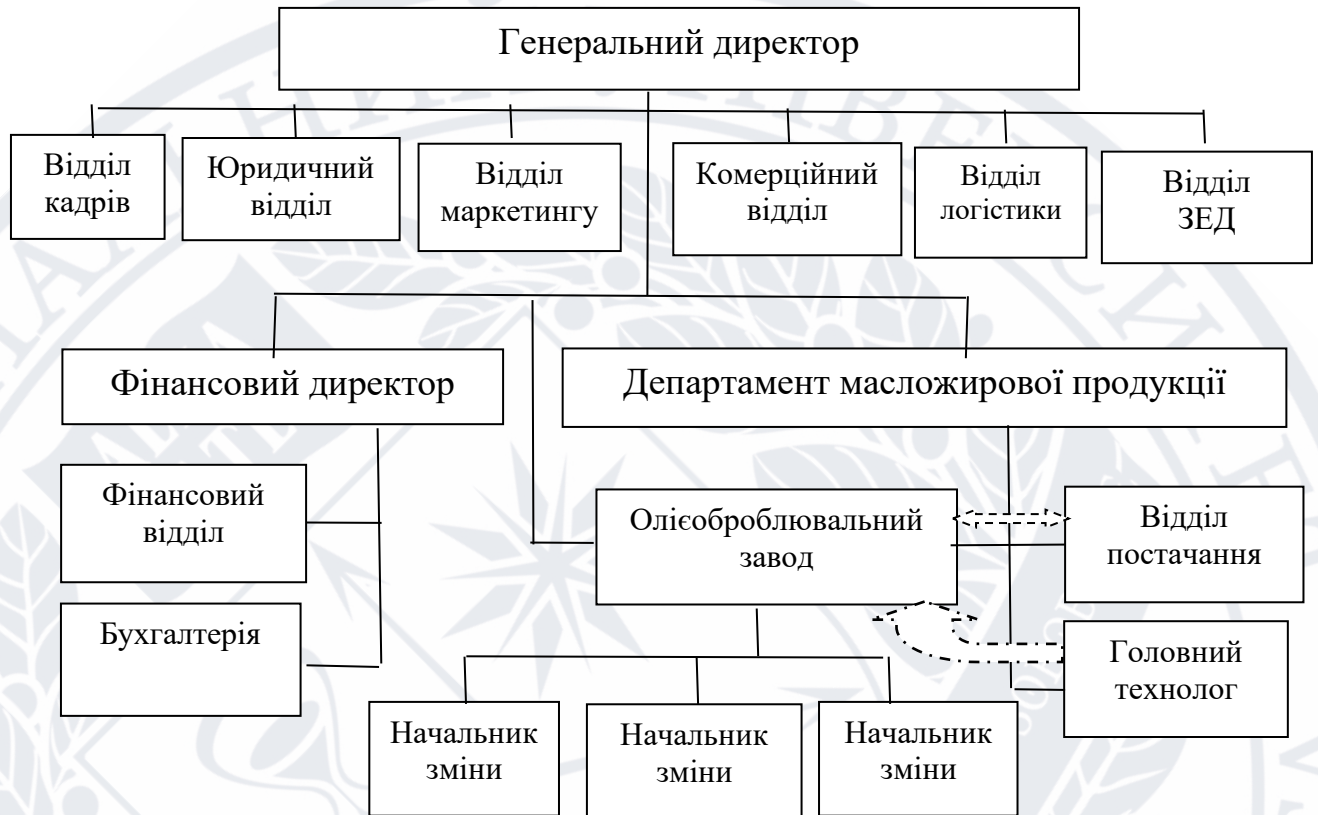 Генеральний директор
Відділ
кадрів
Юридичний
відділ
Відділ
маркетингу
Комерційний
відділ
Відділ
логістики
Відділ
ЗЕД
Фінансовий директор
Департамент масложирової продукції
Фінансовий
відділ
Олієоброблювальний
завод
Відділ
постачання
Бухгалтерія
Головний
технолог
Начальник
зміни
Начальник
зміни
Начальник
зміни